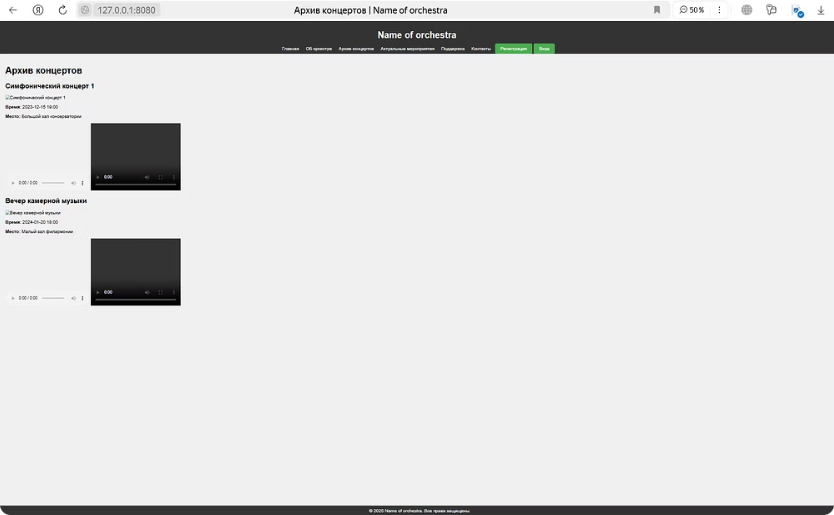 127.0.0.1:8080
Архив концертов | Name of orchestra
50 %
Name of orchestra
Главная Об оркестре Архив концертов Актуальные мероприятия Поддержка Контакты Регистрация Вход
Архив концертов
Симфонический концерт 1
Симфонический концерт 1
Время: 2023-12-15 19:00
Место: Большой зал консерватории
0:00 / 0:00
0:00
Вечер камерной музыки
Вечер камерной музыки
Время: 2024-01-20 18:00
Место: Малый зал филармонии
0:00 / 0:00
0:00
© 2025 Name of orchestra. Все права защищены.